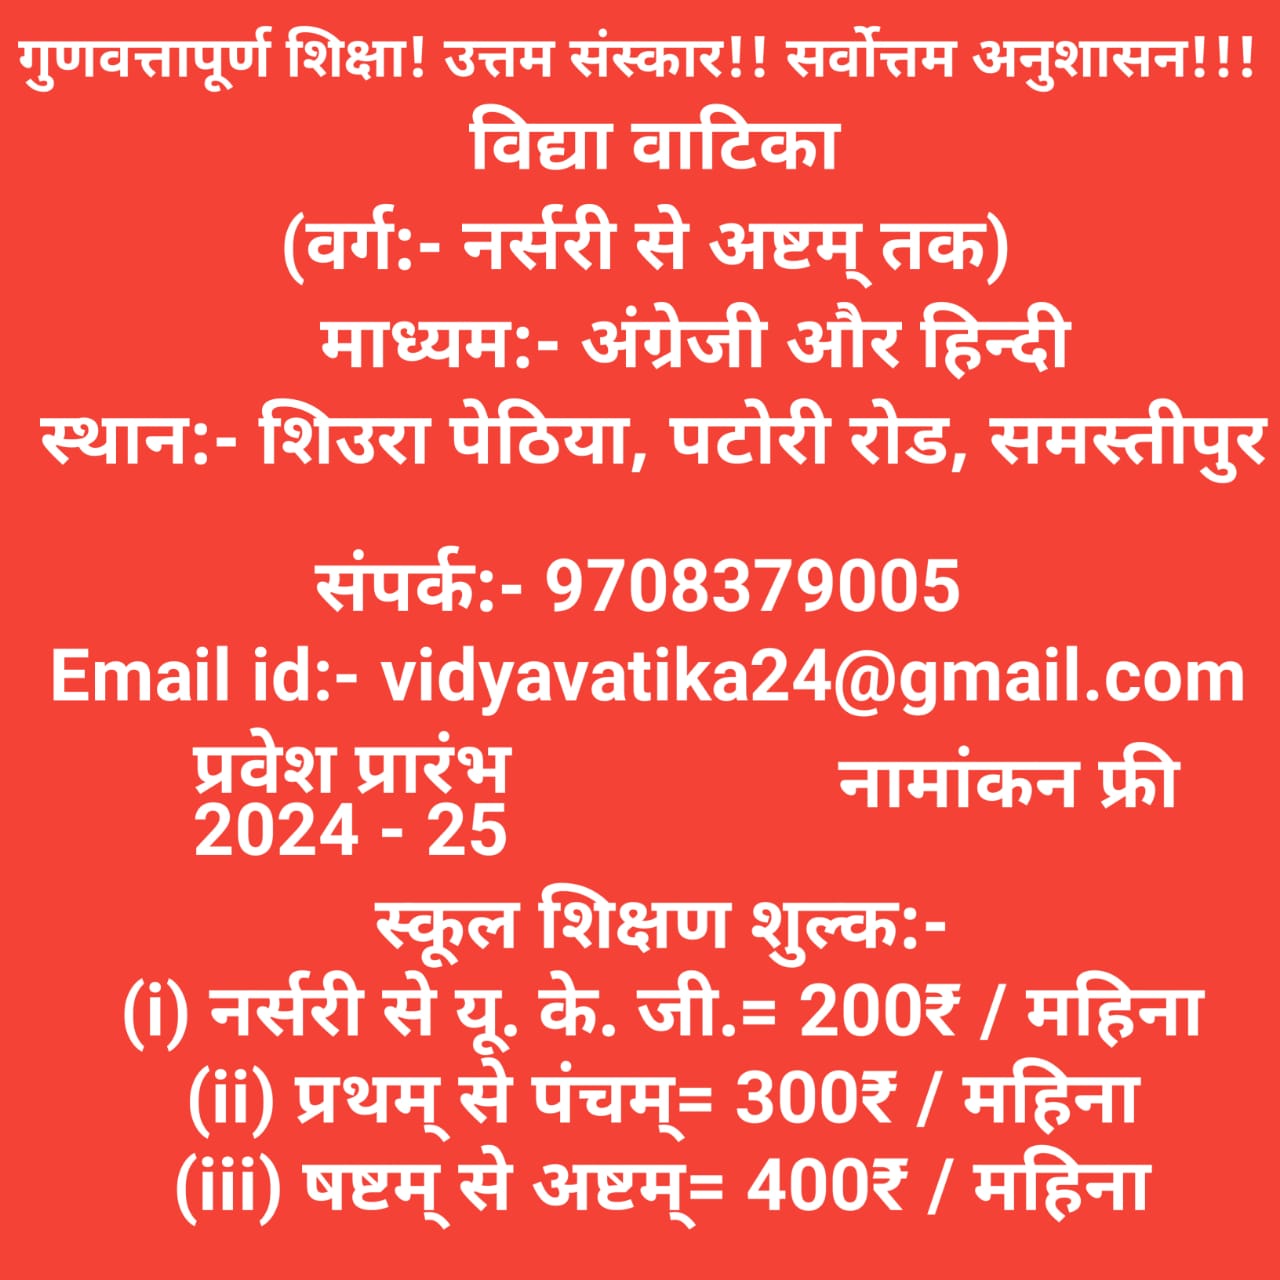 गुणवत्तापूर्ण शिक्षा! उत्तम संस्कार!! सर्वोत्तम अनुशासन!!!
विद्या वाटिका
(वर्ग:- नर्सरी से अष्टम् तक)
माध्यम:- अंग्रेजी और हिन्दी
स्थान:- शिउरा पेठिया, पटोरी रोड, समस्तीपुर
संपर्क:- 9708379005
Email id:- vidyavatika24@gmail.com
प्रवेश प्रारंभ
2024 - 25
नामांकन फ्री
स्कूल शिक्षण शुल्क:-
(i) नर्सरी से यू. के. जी.= 200₹ / महिना
(ii) प्रथम् से पंचम्= 300₹ / महिना
(iii) षष्टम् से अष्टम्= 400₹ / महिना